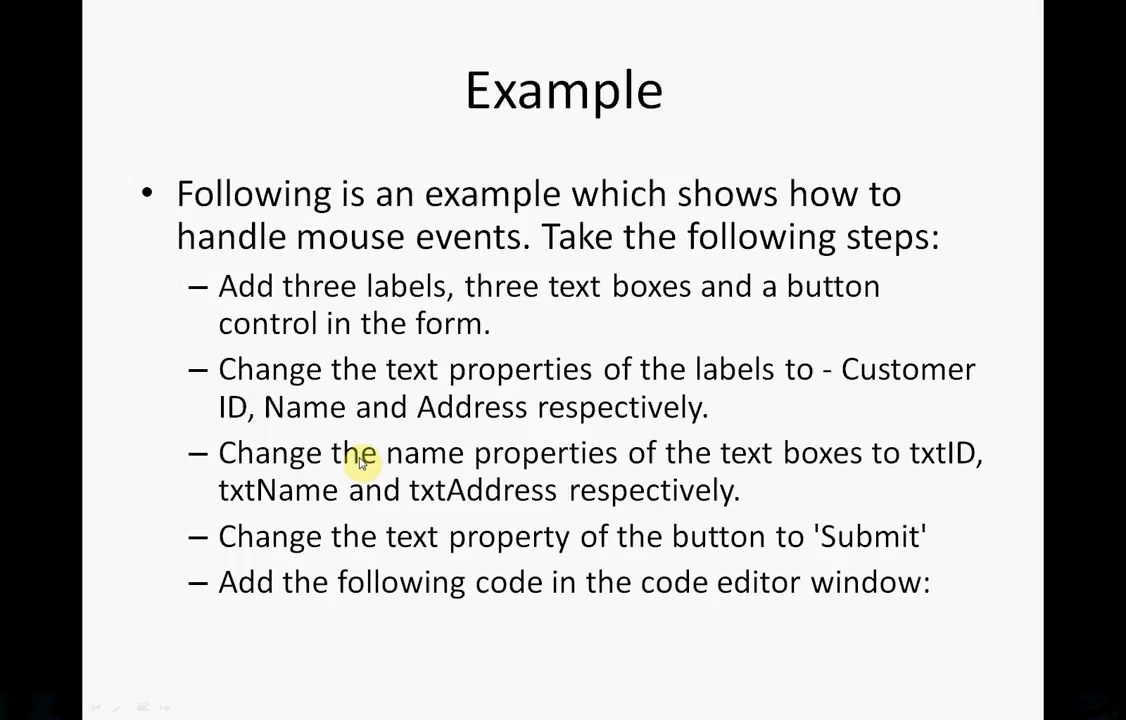 Example
• Following is an example which shows how to
handle mouse events. Take the following steps:
– Add three labels, three text boxes and a button
control in the form.
– Change the text properties of the labels to - Customer
ID, Name and Address respectively.
– Change the name properties of the text boxes to txtID,
txtName and txtAddress respectively.
– Change the text property of the button to 'Submit'
– Add the following code in the code editor window: